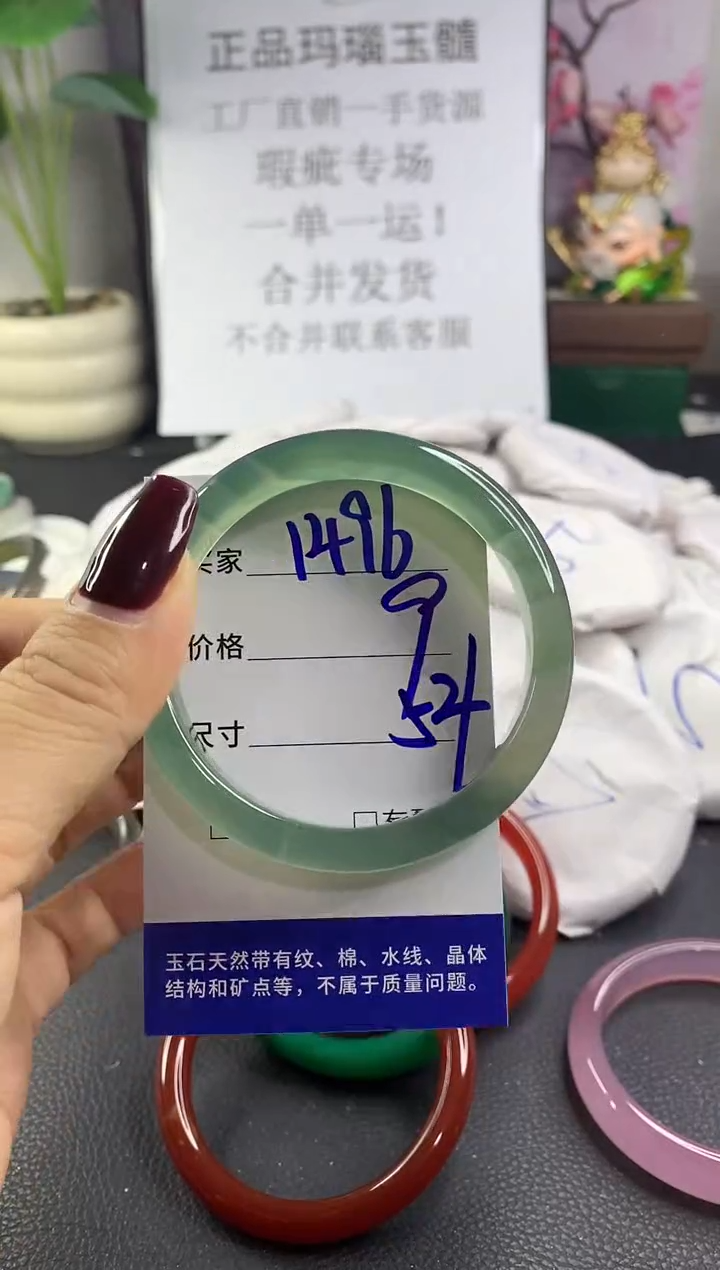 正品玛瑙玉髓
工厂直销一手货源
瑕疵专场
一单一运！
合并发货
不合并联系客服
家 1496
价格 9
尺寸 54
玉石天然带有纹、棉、水线、晶体
结构和矿点等，不属于质量问题。